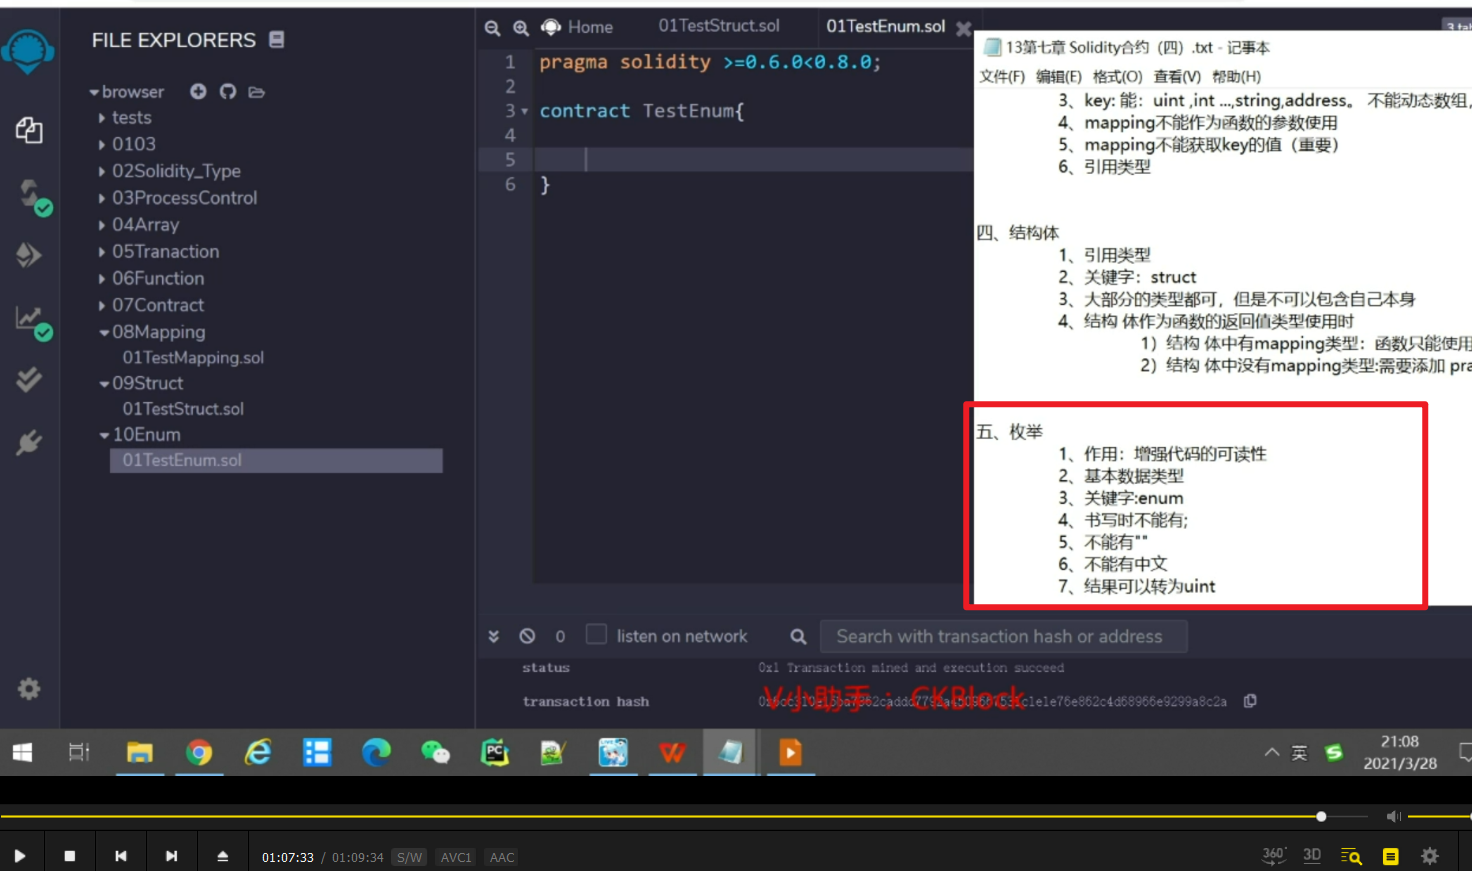 FILE EXPLORERS
browser
tests
0103
02Solidity_Type
03ProcessControl
04Array
05Tranaction
06Function
07Contract
08Mapping
01TestMapping.sol
09Struct
01TestStruct.sol
10Enum
01TestEnum.sol
Home
01TestStruct.sol
01TestEnum.sol
1 pragma solidity >=0.6.0<0.8.0;
2
3 contract TestEnum{
4
5
6 }
13第七章 Solidity合约（四）.txt - 记事本
文件(F) 编辑(E) 格式(O) 查看(V) 帮助(H)
3、key: 能：uint ,int ...,string,address。 不能动态数组,
4、mapping不能作为函数的参数使用
5、mapping不能获取key的值（重要）
6、引用类型
四、结构体
1、引用类型
2、关键字：struct
3、大部分的类型都可，但是不可以包含自己本身
4、结构 体作为函数的返回值类型使用时
1）结构 体中有mapping类型：函数只能使用
2）结构 体中没有mapping类型:需要添加 pra
五、枚举
1、作用：增强代码的可读性
2、基本数据类型
3、关键字:enum
4、书写时不能有;
5、不能有""
6、不能有中文
7、结果可以转为uint
0 listen on network
Search with transaction hash or address
status 0x1 Transaction mined and execution succeed
transaction hash
V小助手 ：CKBlock
英
21:08
2021/3/28
01:07:33 / 01:09:34 S/W AVC1 AAC
360° 3D